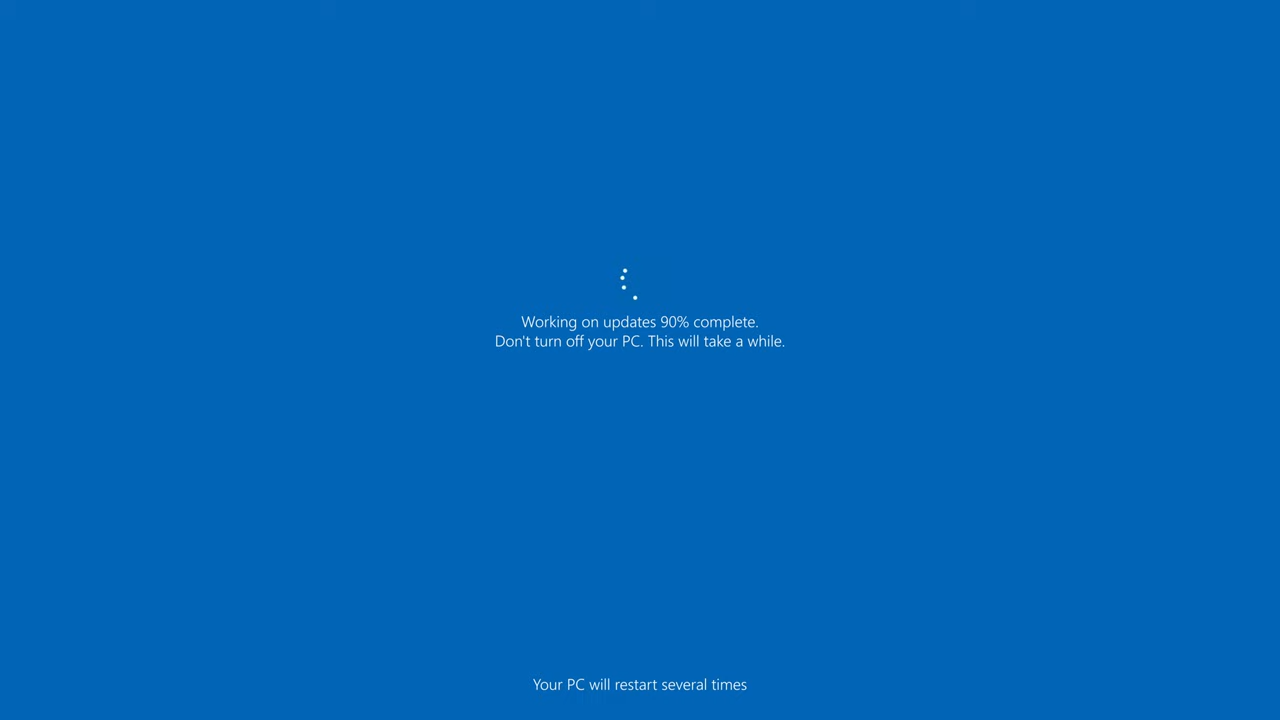 Working on updates 90% complete.
Don't turn off your PC. This will take a while.
Your PC will restart several times